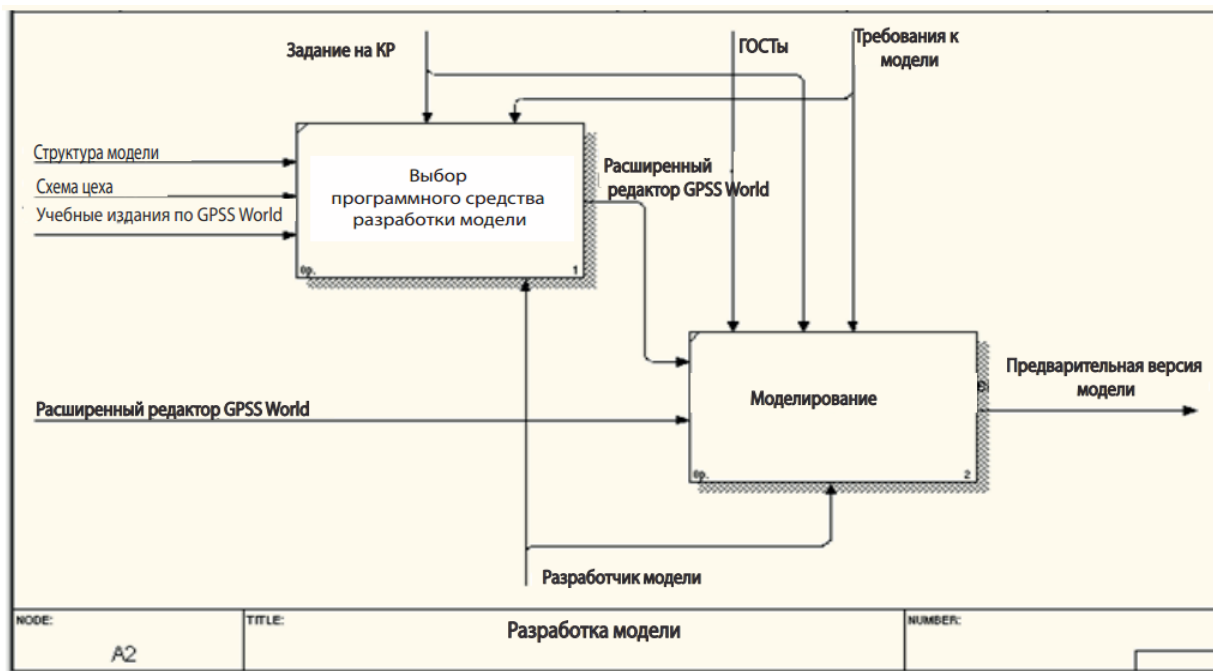 Задание на КР
ГОСТы
Требования к
модели
Структура модели
Схема цеха
Учебные издания по GPSS World
Выбор
программного средства
разработки модели
0р.
1
Расширенный
редактор GPSS World
Расширенный редактор GPSS World
Моделирование
0р.
2
Предварительная версия
модели
Разработчик модели
NODE:
A2
TITLE:
Разработка модели
NUMBER: